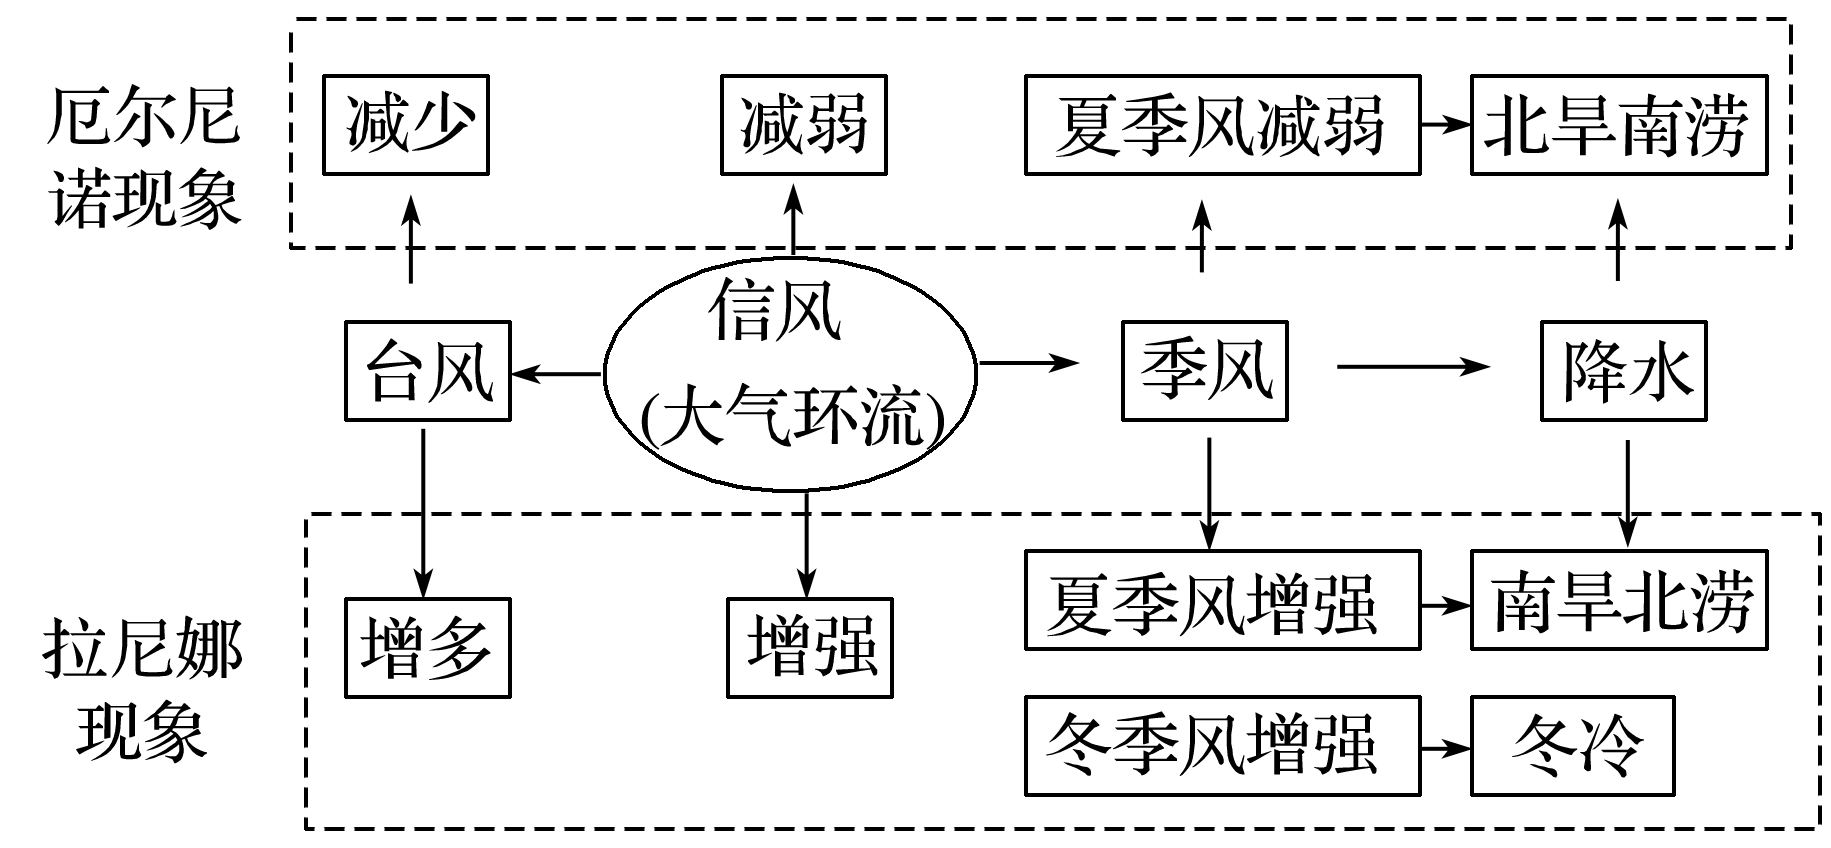 厄尔尼
诺现象
减少
减弱
夏季风减弱
北旱南涝
台风
信风
(大气环流)
季风
降水
拉尼娜
现象
增多
增强
夏季风增强
南旱北涝
冬季风增强
冬冷